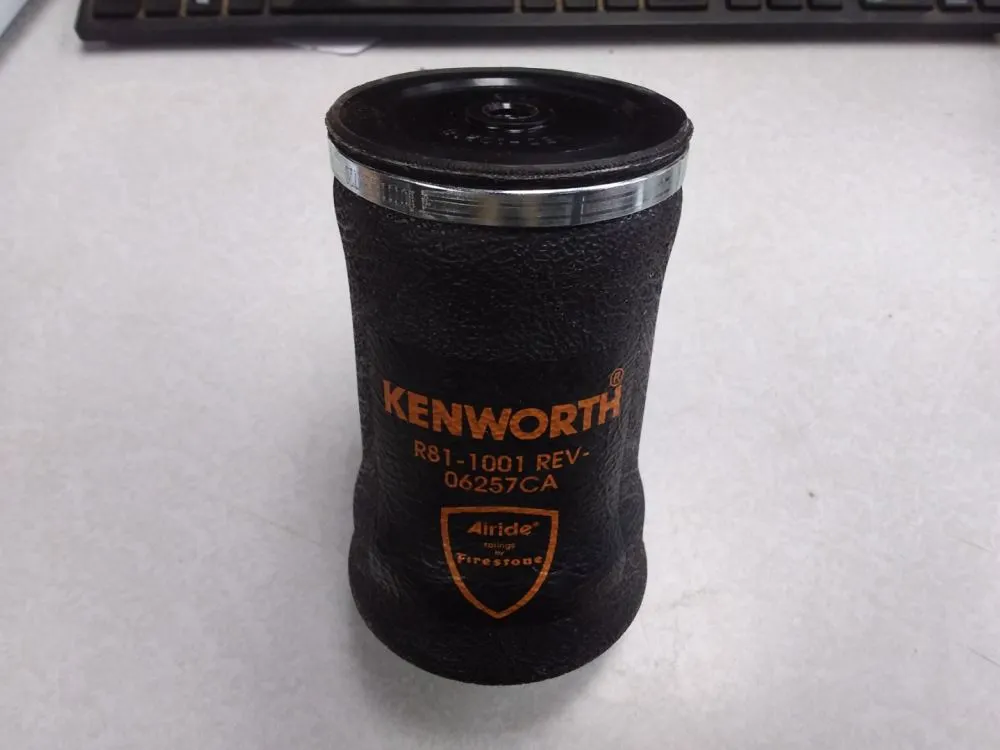 KENWORTH®
R81-1001 REV-
06257CA
Airide®
springs
by
Firestone